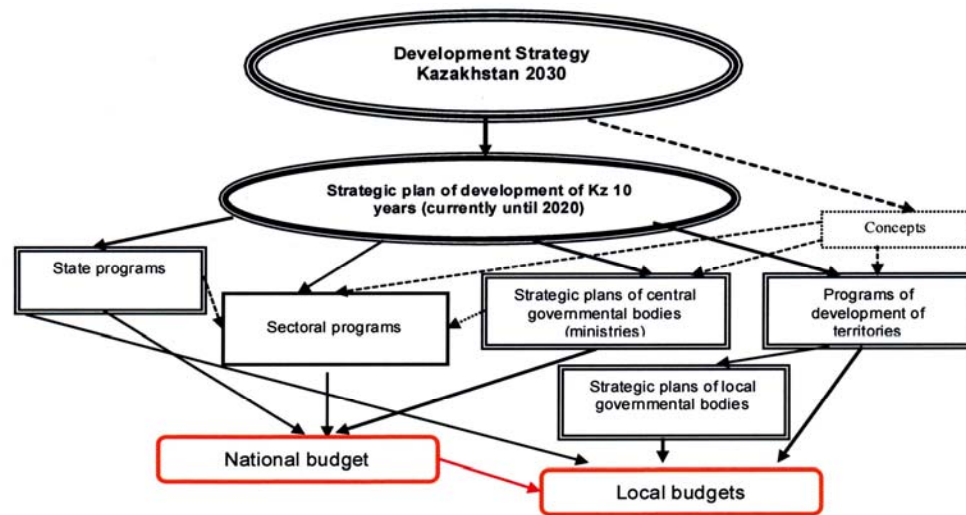 Development Strategy
Kazakhstan 2030
Strategic plan of development of Kz 10
years (currently until 2020)
Concepts
State programs
Sectoral programs
Strategic plans of central
governmental bodies
(ministries)
Programs of
development of
territories
Strategic plans of local
governmental bodies
National budget
Local budgets